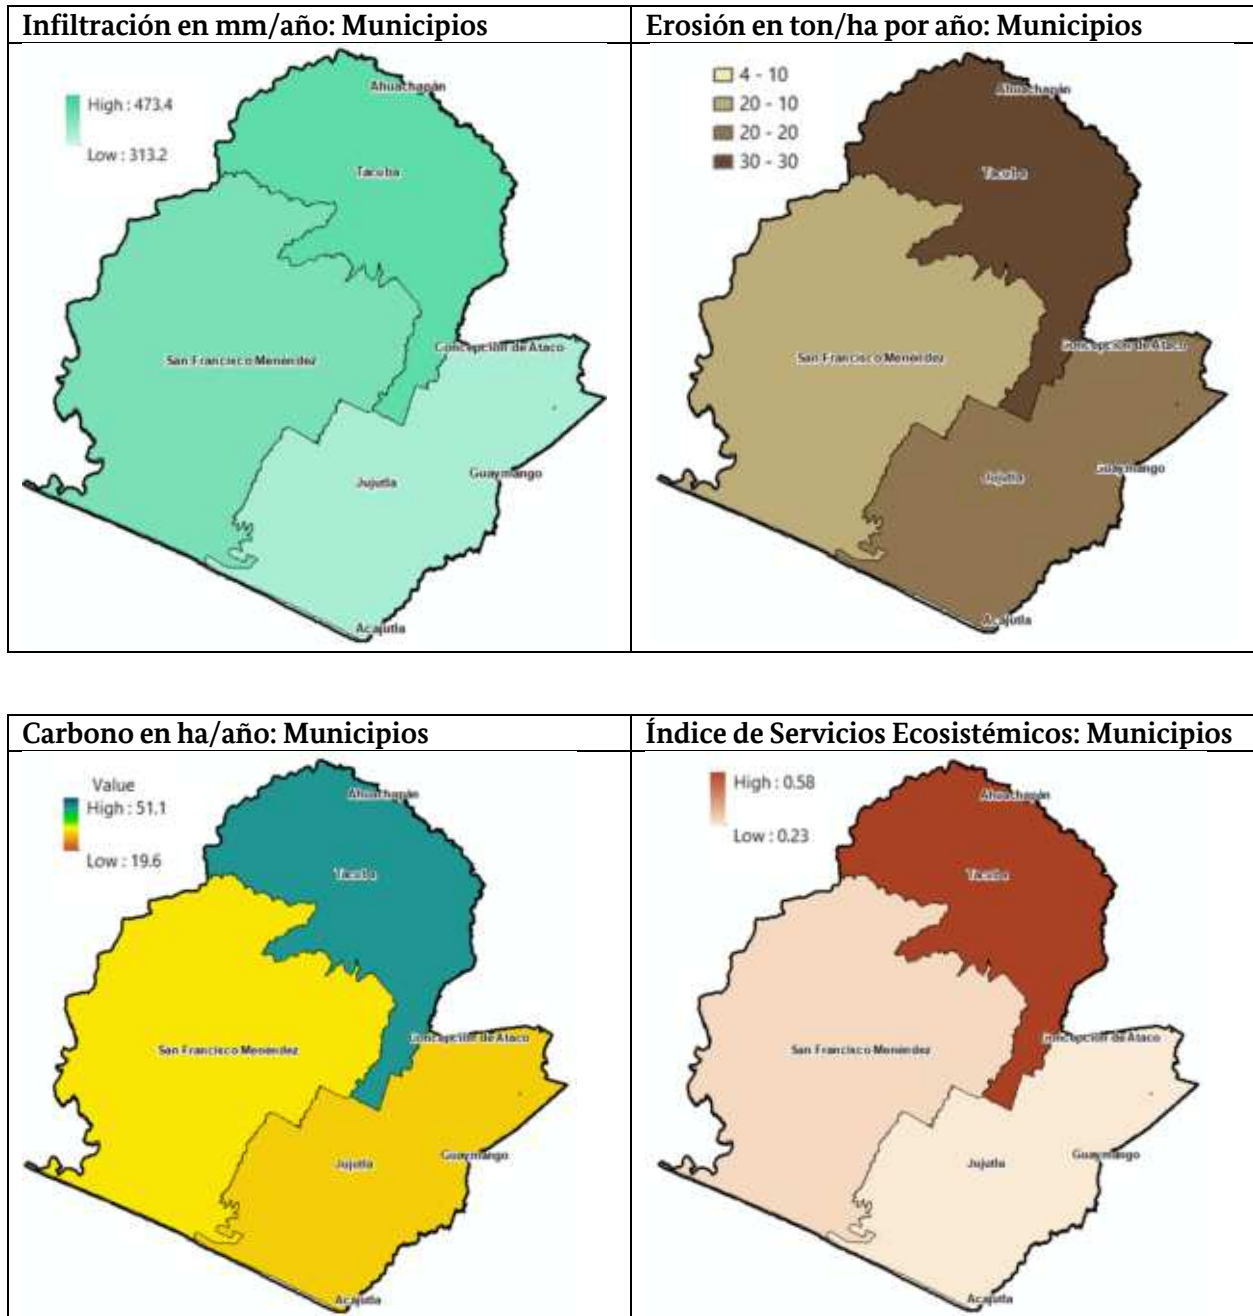 Infiltración en mm/año: Municipios
High : 473.4
Low : 313.2
Ahuachapán
Tacuba
San Francisco Menéndez
Concepción de Ataco
Jujutla
Guaymango
Acajutla
Erosión en ton/ha por año: Municipios
4 - 10
20 - 10
20 - 20
30 - 30
Ahuachapán
Tacuba
San Francisco Menéndez
Concepción de Ataco
Jujutla
Guaymango
Acajutla
Carbono en ha/año: Municipios
Value
High : 51.1
Low : 19.6
Ahuachapán
Tacuba
San Francisco Menéndez
Concepción de Ataco
Jujutla
Guaymango
Acajutla
Índice de Servicios Ecosistémicos: Municipios
High : 0.58
Low : 0.23
Ahuachapán
Tacuba
San Francisco Menéndez
Concepción de Ataco
Jujutla
Guaymango
Acajutla